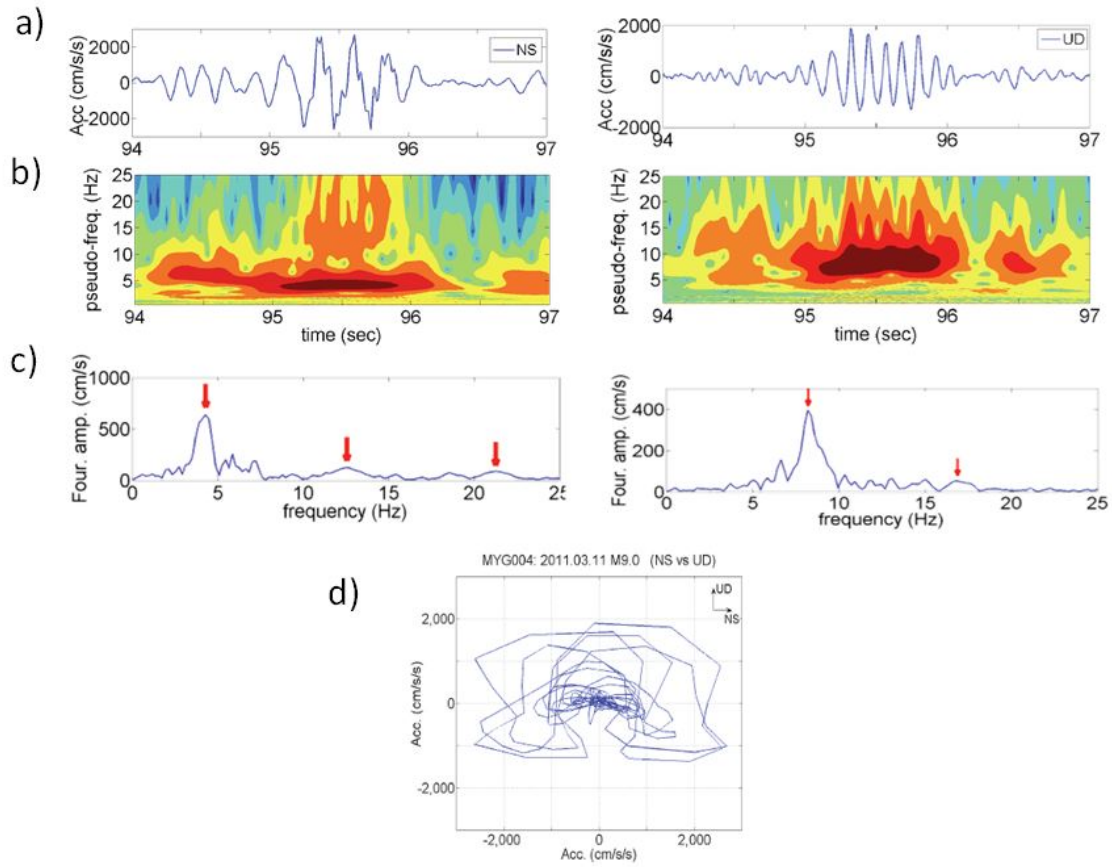 a)
Acc (cm/s/s)
2000
0
-2000
NS
94
95
96
97
Acc (cm/s/s)
2000
0
-2000
UD
94
95
96
97
b)
pseudo-freq. (Hz)
25
20
15
10
5
94
95
96
97
time (sec)
pseudo-freq. (Hz)
25
20
15
10
5
94
95
96
97
time (sec)
c)
Four. amp. (cm/s)
1000
500
0
0
5
10
15
20
25
frequency (Hz)
Four. amp. (cm/s)
400
200
0
0
5
10
15
20
25
frequency (Hz)
d)
MYG004: 2011.03.11 M9.0 (NS vs UD)
UD
NS
Acc. (cm/s/s)
2,000
0
-2,000
-2,000
0
2,000
Acc. (cm/s/s)